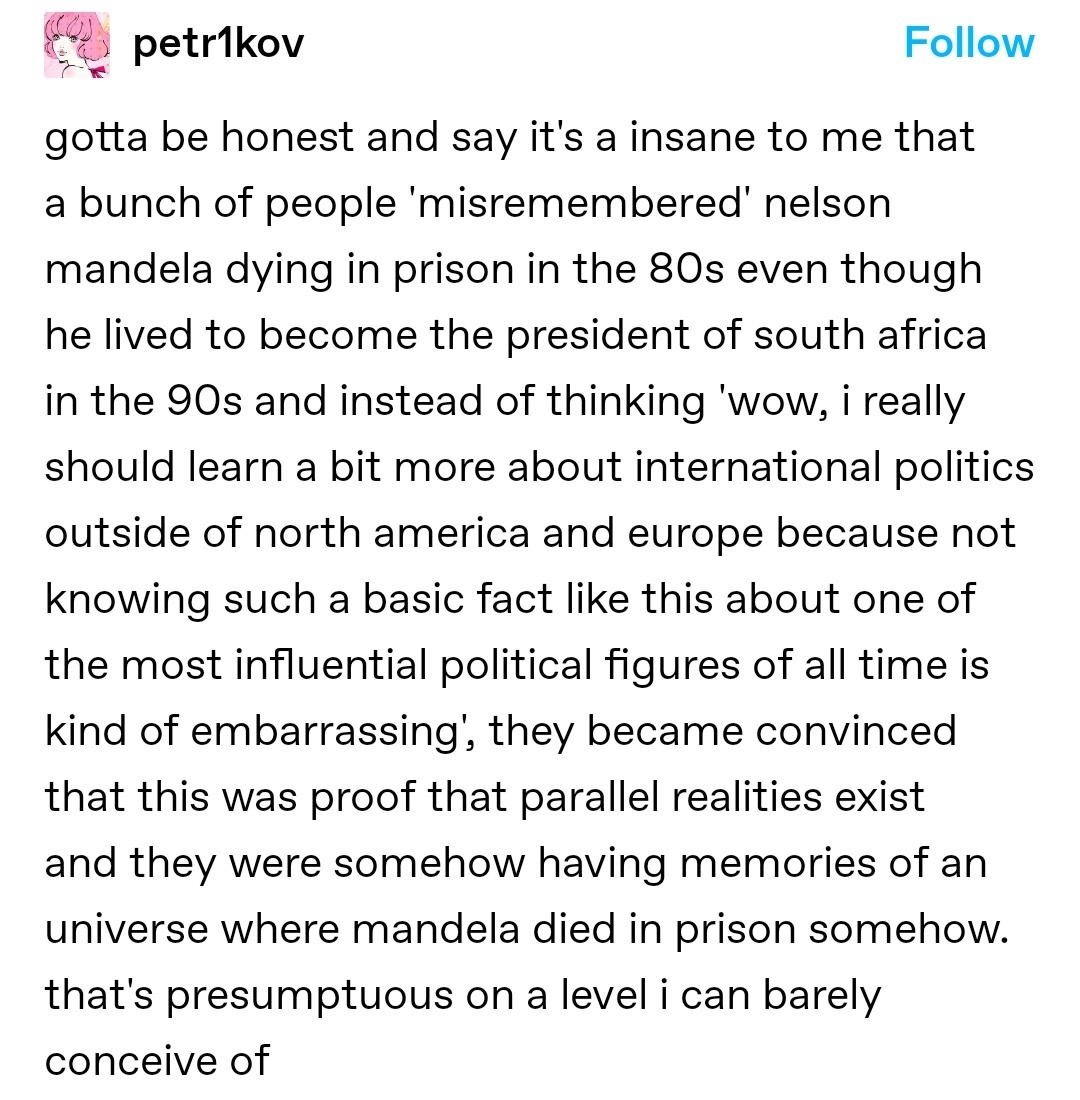 petr1kov
Follow
gotta be honest and say it's a insane to me that
a bunch of people 'misremembered' nelson
mandela dying in prison in the 80s even though
he lived to become the president of south africa
in the 90s and instead of thinking 'wow, i really
should learn a bit more about international politics
outside of north america and europe because not
knowing such a basic fact like this about one of
the most influential political figures of all time is
kind of embarrassing', they became convinced
that this was proof that parallel realities exist
and they were somehow having memories of an
universe where mandela died in prison somehow.
that's presumptuous on a level i can barely
conceive of